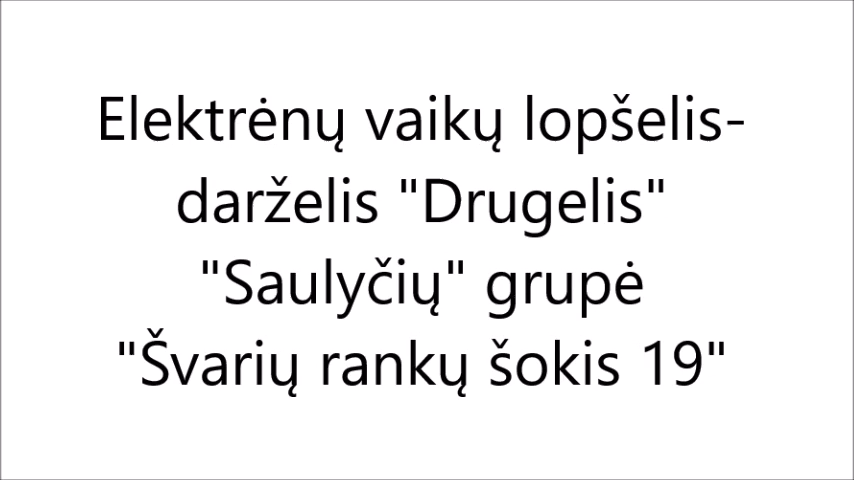 Elektrėnų vaikų lopšelis-
darželis "Drugelis"
"Saulyčių" grupė
"Švarių rankų šokis 19"